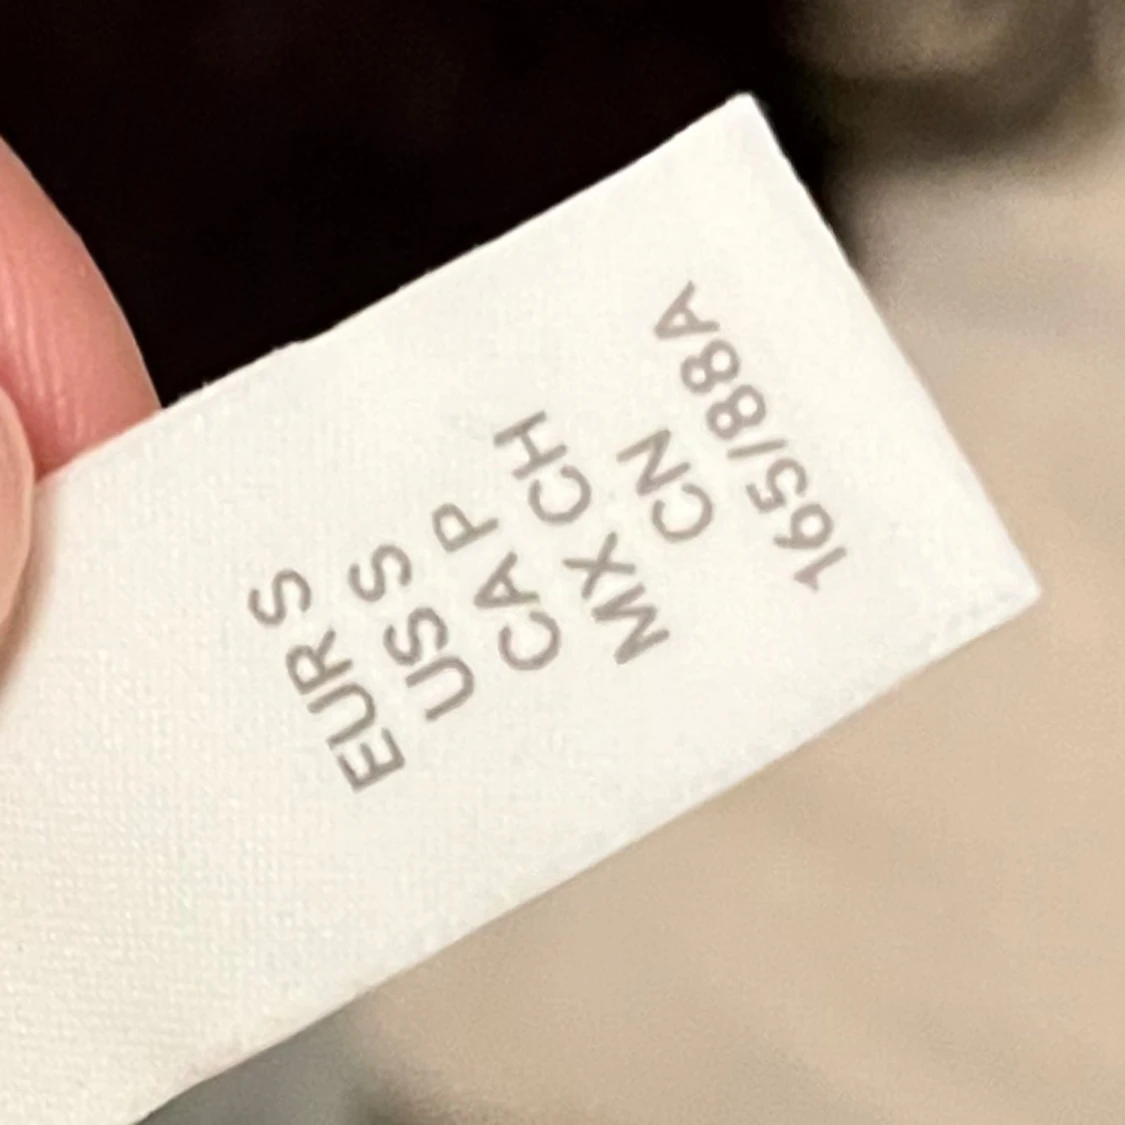 EUR S
US S
CA P
MX CH
CN
165/88A